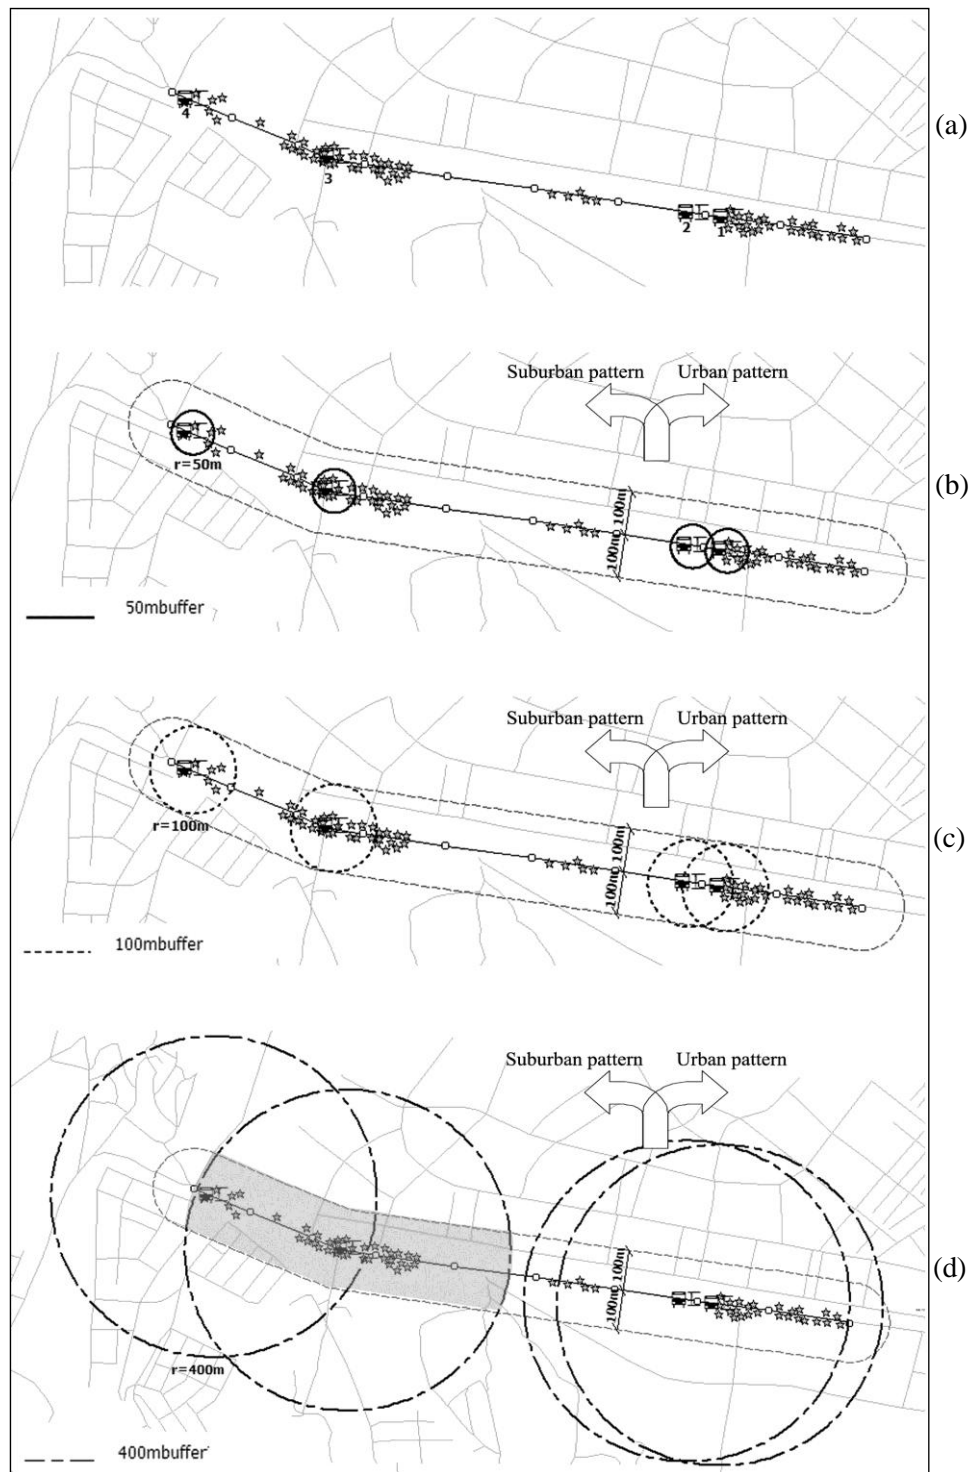 (a)
4
3
2
1
Suburban pattern Urban pattern
(b)
r=50m
100m
100m
50mbuffer
Suburban pattern Urban pattern
(c)
r=100m
100m
100m
100mbuffer
Suburban pattern Urban pattern
(d)
100m
100m
r=400m
400mbuffer